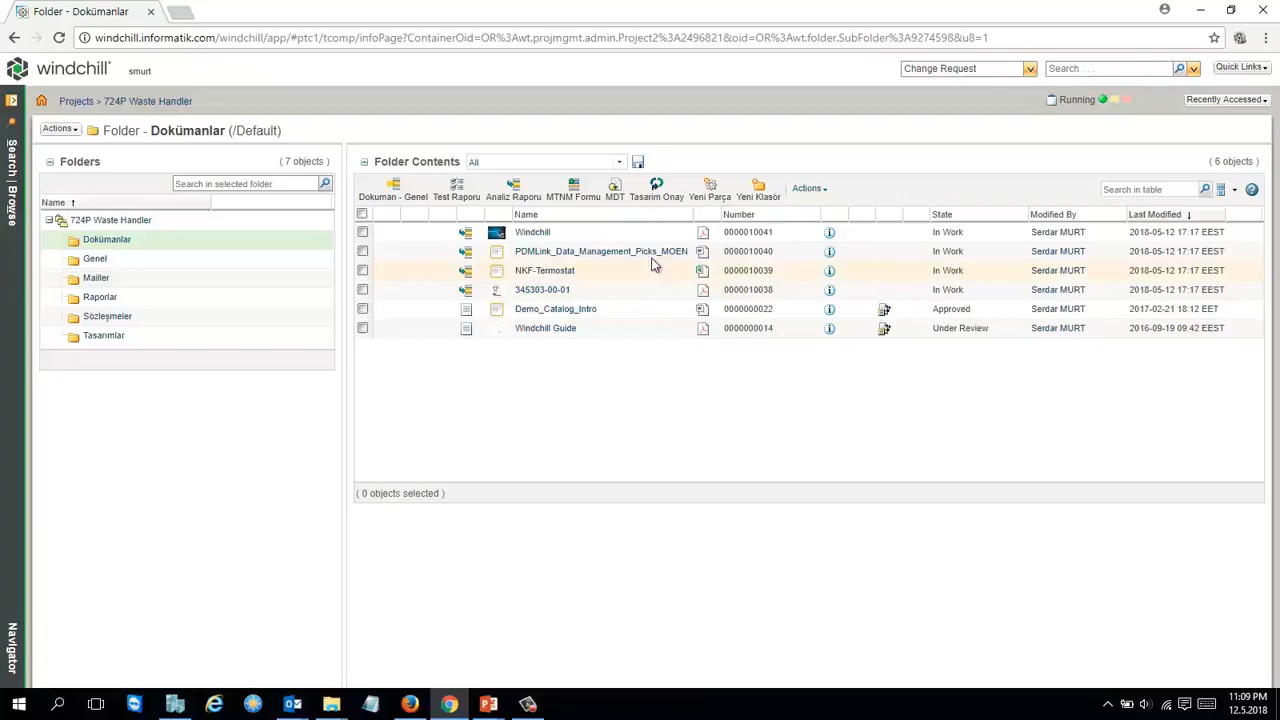 Folder - Dokümanlar
windchill.informatik.com/windchill/app/#ptc1/tcomp/infoPage?ContainerOid=OR%3Awt.projmgmt.admin.Project2%3A2496821&oid=OR%3Awt.folder.SubFolder%3A9274598&u8=1
windchill smurt Change Request Search . . . Quick Links
Projects > 724P Waste Handler Running Recently Accessed
Actions Folder - Dokümanlar (/Default)
Folders ( 7 objects )
Search in selected folder
Name
724P Waste Handler
Dokümanlar
Genel
Mailler
Raporlar
Sözleşmeler
Tasarımlar
Folder Contents All ( 6 objects )
Dokuman - Genel Test Raporu Analiz Raporu MTNM Formu MDT Tasarim Onay Yeni Parça Yeni Klasör Actions Search in table
Name Number State Modified By Last Modified
Windchill 0000010041 In Work Serdar MURT 2018-05-12 17:17 EEST
PDMLink_Data_Management_Picks_MOEN 0000010040 In Work Serdar MURT 2018-05-12 17:17 EEST
NKF-Termostat 0000010039 In Work Serdar MURT 2018-05-12 17:17 EEST
345303-00-01 0000010038 In Work Serdar MURT 2018-05-12 17:17 EEST
Demo_Catalog_Intro 0000000022 Approved Serdar MURT 2017-02-21 18:12 EET
Windchill Guide 0000000014 Under Review Serdar MURT 2016-09-19 09:42 EEST
( 0 objects selected )
Search | Browse
Navigator
11:09 PM
12.5.2018